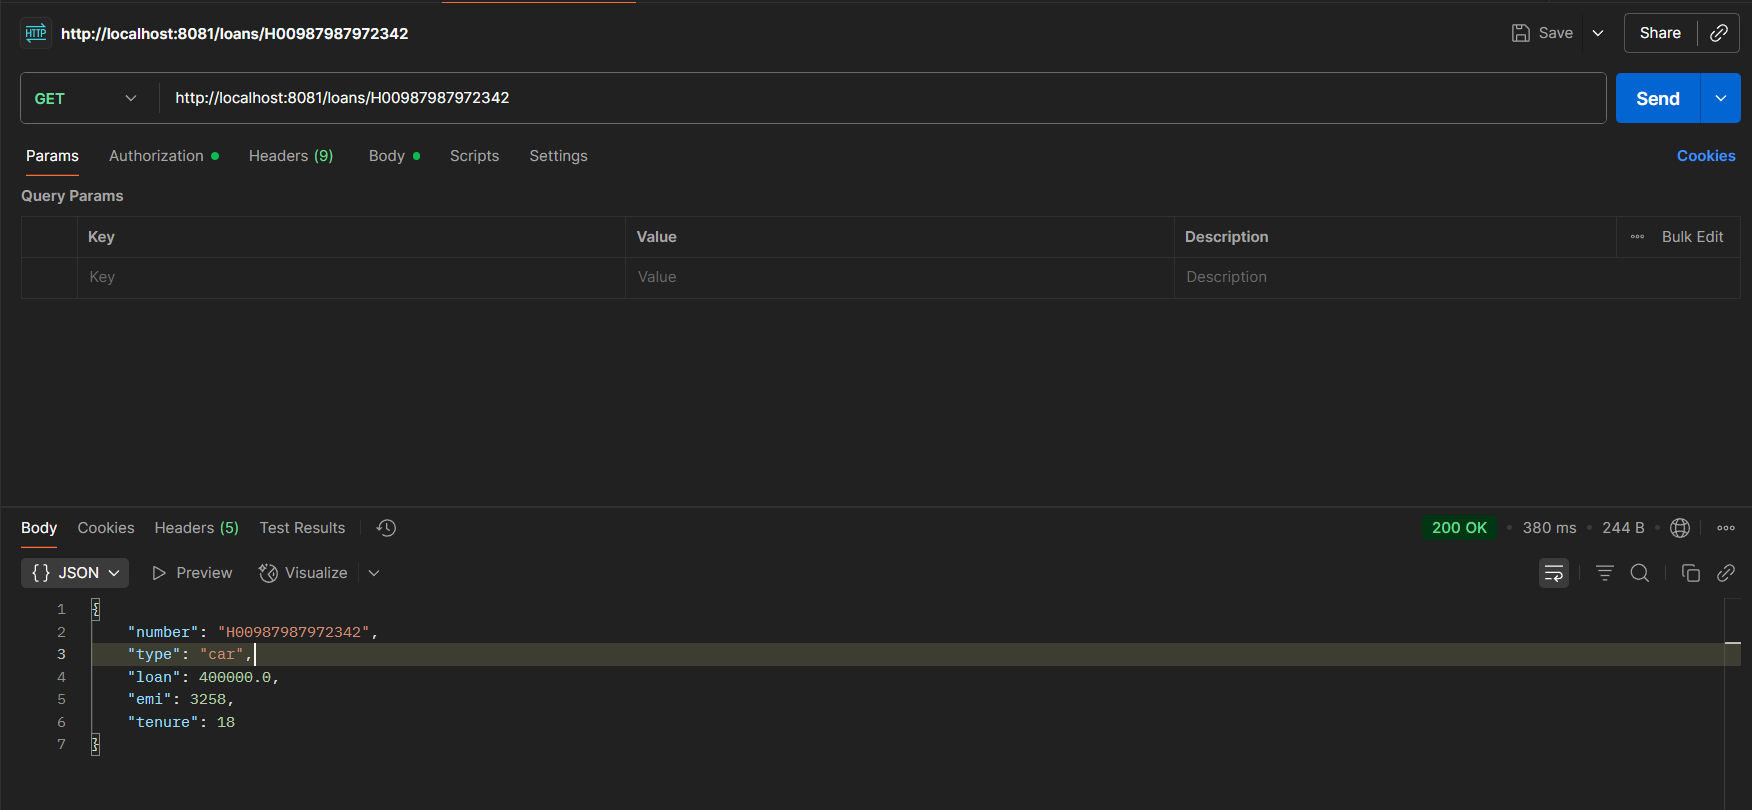 HTTP http://localhost:8081/loans/H00987987972342 Save Share
GET http://localhost:8081/loans/H00987987972342 Send
Params Authorization Headers (9) Body Scripts Settings Cookies
Query Params
Key Value Description Bulk Edit
Key Value Description
Body Cookies Headers (5) Test Results 200 OK 380 ms 244 B
{} JSON Preview Visualize
1 {
2 "number": "H00987987972342",
3 "type": "car",
4 "loan": 400000.0,
5 "emi": 3258,
6 "tenure": 18
7 }